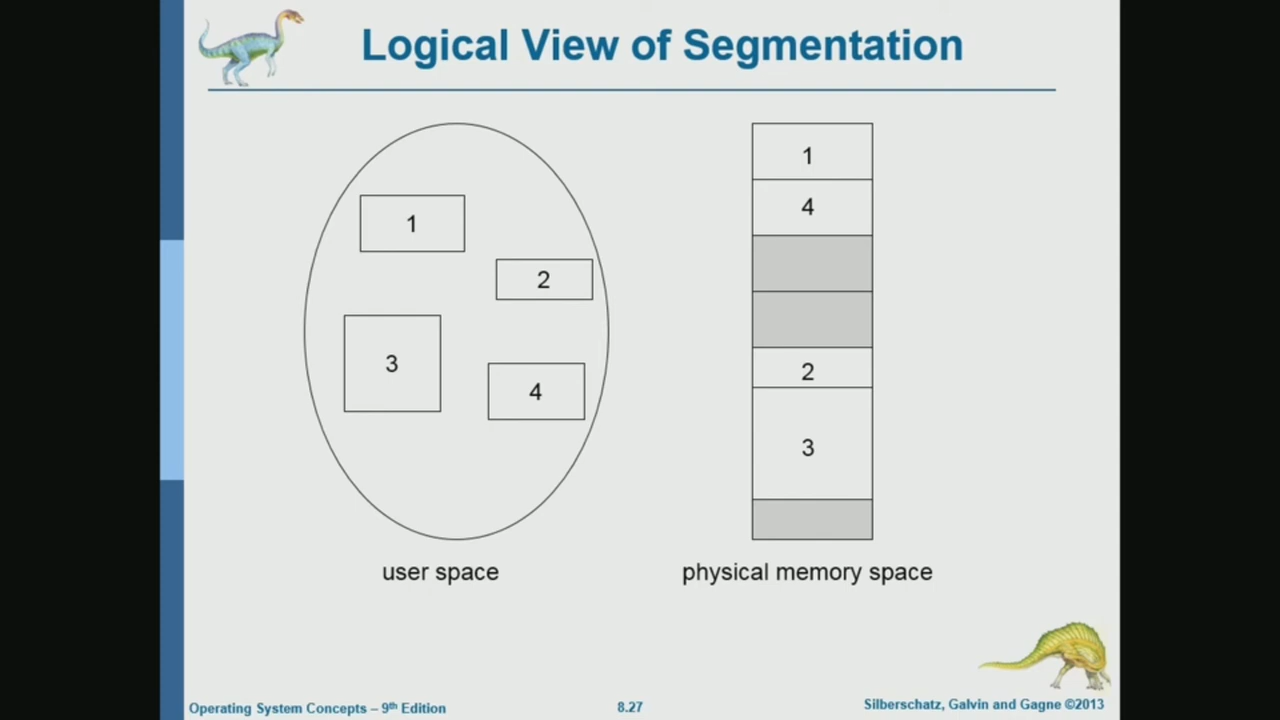 Logical View of Segmentation
1
2
3
4
user space
1
4
2
3
physical memory space
Operating System Concepts – 9th Edition
8.27
Silberschatz, Galvin and Gagne ©2013